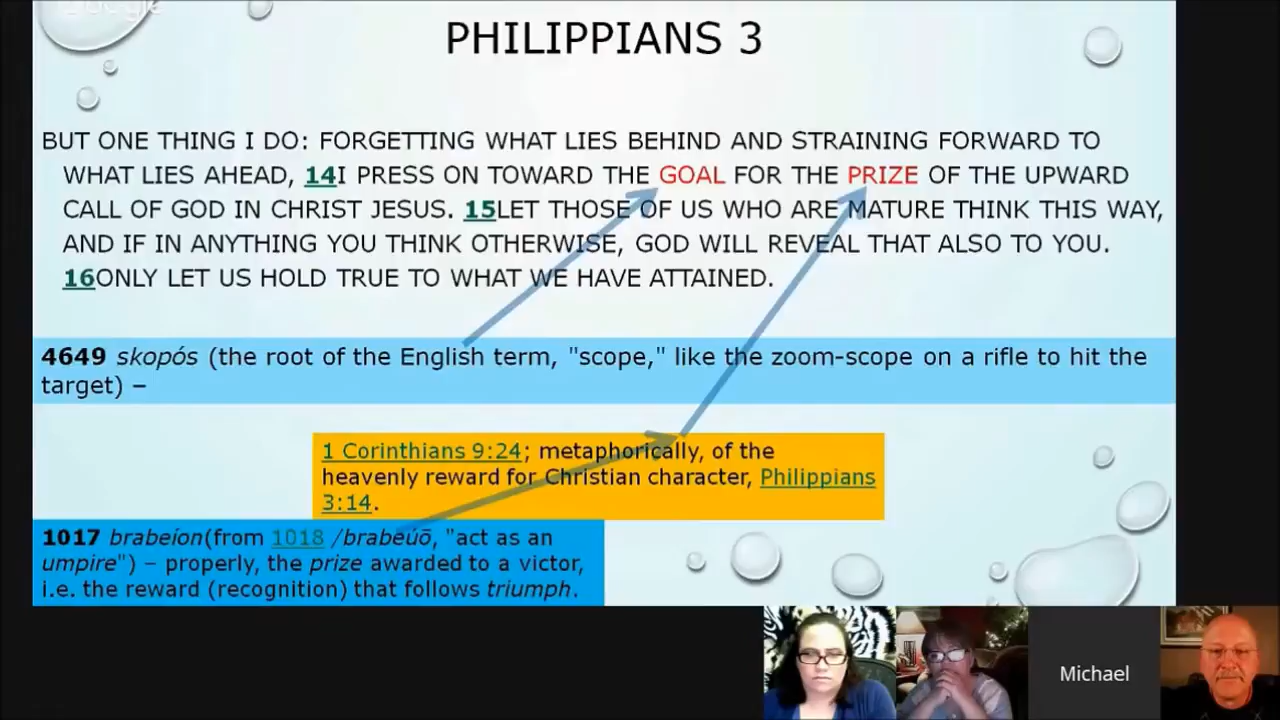 Google
PHILIPPIANS 3
BUT ONE THING I DO: FORGETTING WHAT LIES BEHIND AND STRAINING FORWARD TO
WHAT LIES AHEAD, 14I PRESS ON TOWARD THE GOAL FOR THE PRIZE OF THE UPWARD
CALL OF GOD IN CHRIST JESUS. 15LET THOSE OF US WHO ARE MATURE THINK THIS WAY,
AND IF IN ANYTHING YOU THINK OTHERWISE, GOD WILL REVEAL THAT ALSO TO YOU.
16ONLY LET US HOLD TRUE TO WHAT WE HAVE ATTAINED.
4649 skopós (the root of the English term, "scope," like the zoom-scope on a rifle to hit the
target) –
1 Corinthians 9:24; metaphorically, of the
heavenly reward for Christian character, Philippians
3:14.
1017 brabeíon(from 1018 /brabeúō, "act as an
umpire") – properly, the prize awarded to a victor,
i.e. the reward (recognition) that follows triumph.
Michael